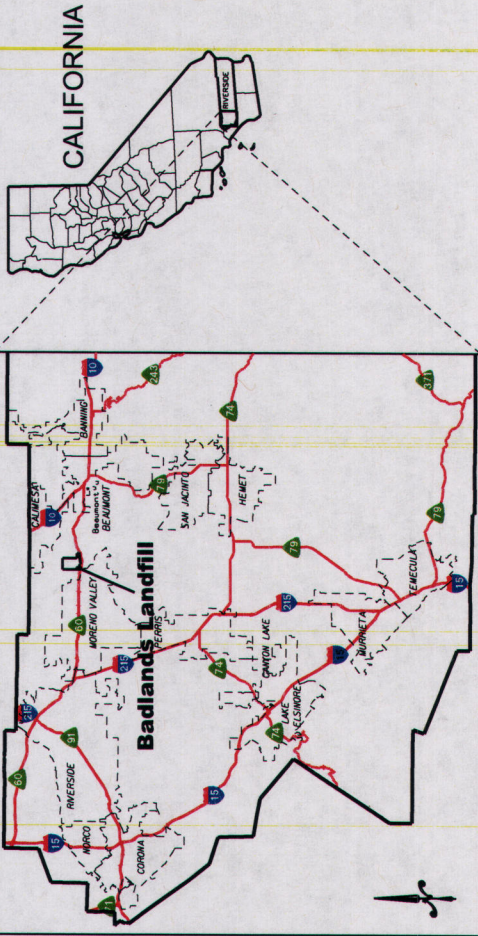 CALIFORNIA
RIVERSIDE
CALIMESA
10
BANNING
10
243
Beaumont
BEAUMONT
60
MORENO VALLEY
Badlands Landfill
79
SAN JACINTO
74
HEMET
215
60
215
91
RIVERSIDE
15
NORCO
CORONA
71
PERRIS
15
74
CANYON LAKE
215
79
LAKE
ELSINORE
74
15
MURRIETA
TEMECULA
79
371
15